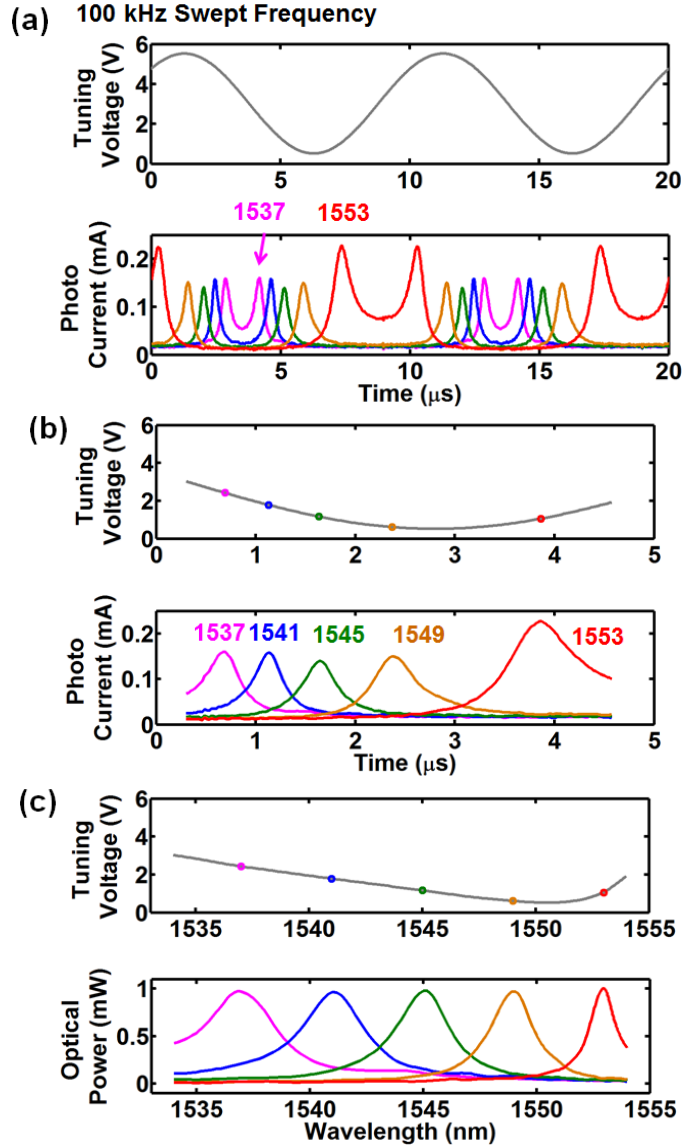 (a) 100 kHz Swept Frequency
Tuning
Voltage (V)
6
4
2
0
0 5 10 15 20
1537 1553
Photo
Current (mA)
0.2
0.1
0
0 5 10 15 20
Time (μs)
(b)
Tuning
Voltage (V)
6
4
2
0
0 1 2 3 4 5
Photo
Current (mA)
0.2
0.1
0
1537 1541 1545 1549 1553
0 1 2 3 4 5
Time (μs)
(c)
Tuning
Voltage (V)
6
4
2
0
1535 1540 1545 1550 1555
Optical
Power (mW)
1
0.5
0
1535 1540 1545 1550 1555
Wavelength (nm)